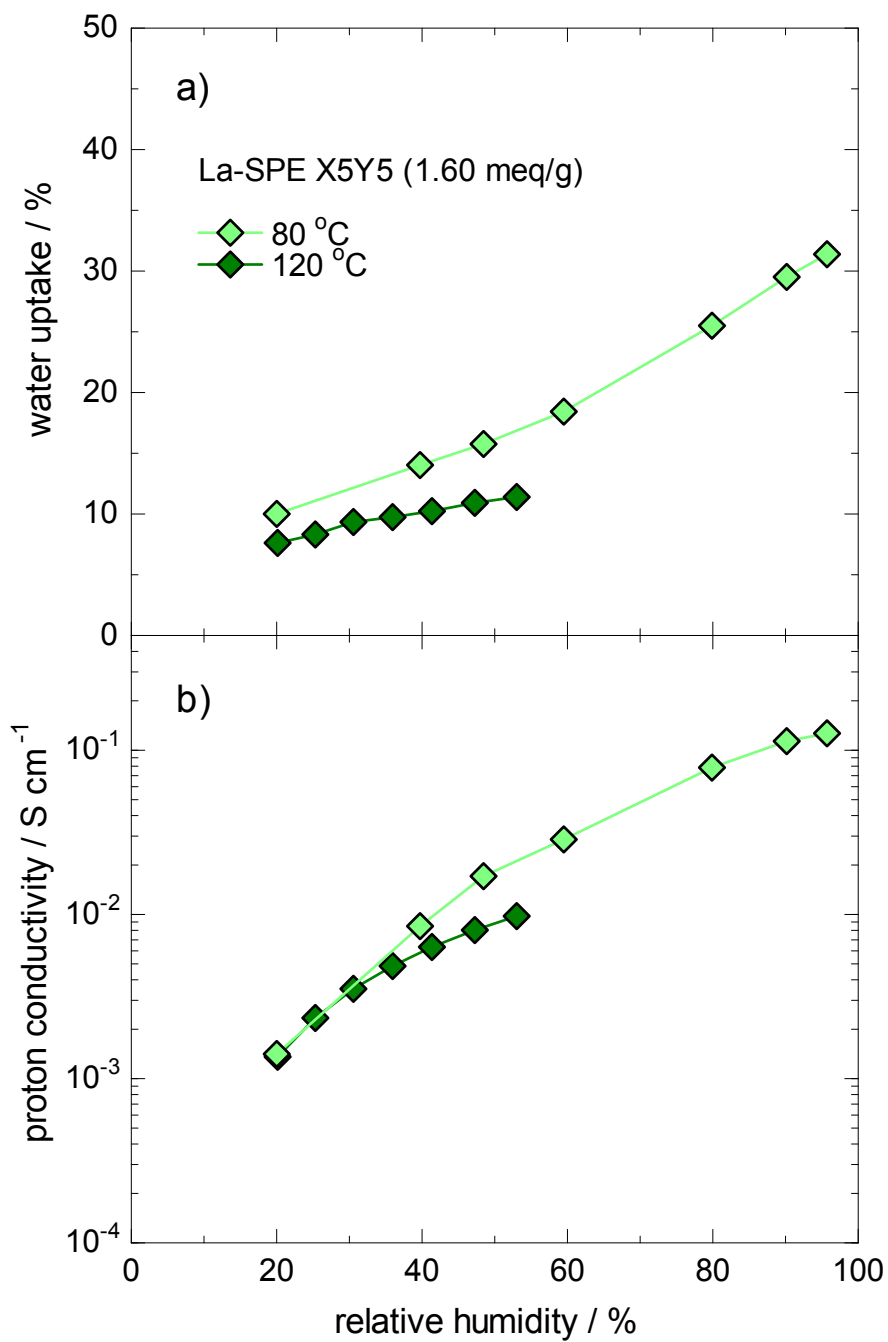 50
a)
40
La-SPE X5Y5 (1.60 meq/g)
80 °C
120 °C
30
20
10
0
water uptake / %
b)
10⁻¹
10⁻²
10⁻³
10⁻⁴
proton conductivity / S cm⁻¹
0 20 40 60 80 100
relative humidity / %